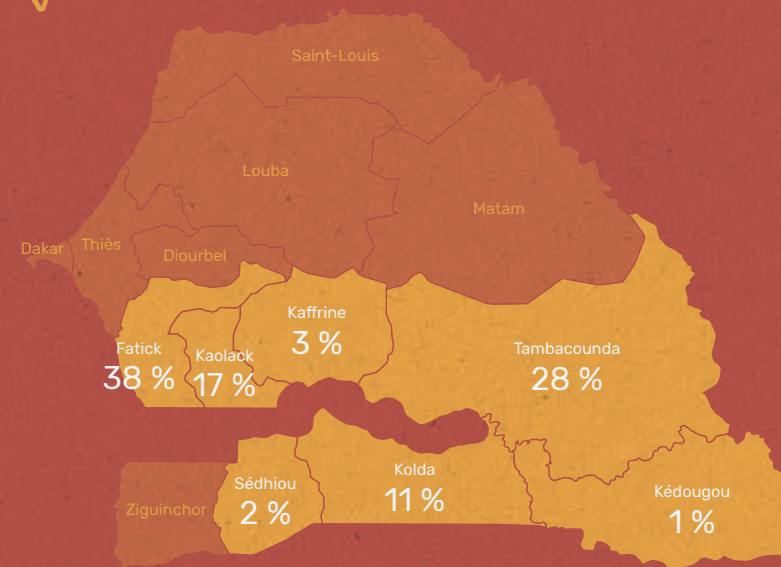 Saint-Louis
Louba
Matam
Dakar
Thiès
Diourbel
Kaffrine
3 %
Fatick
38 %
Kaolack
17 %
Tambacounda
28 %
Kolda
11 %
Sédhiou
2 %
Kédougou
1 %
Ziguinchor